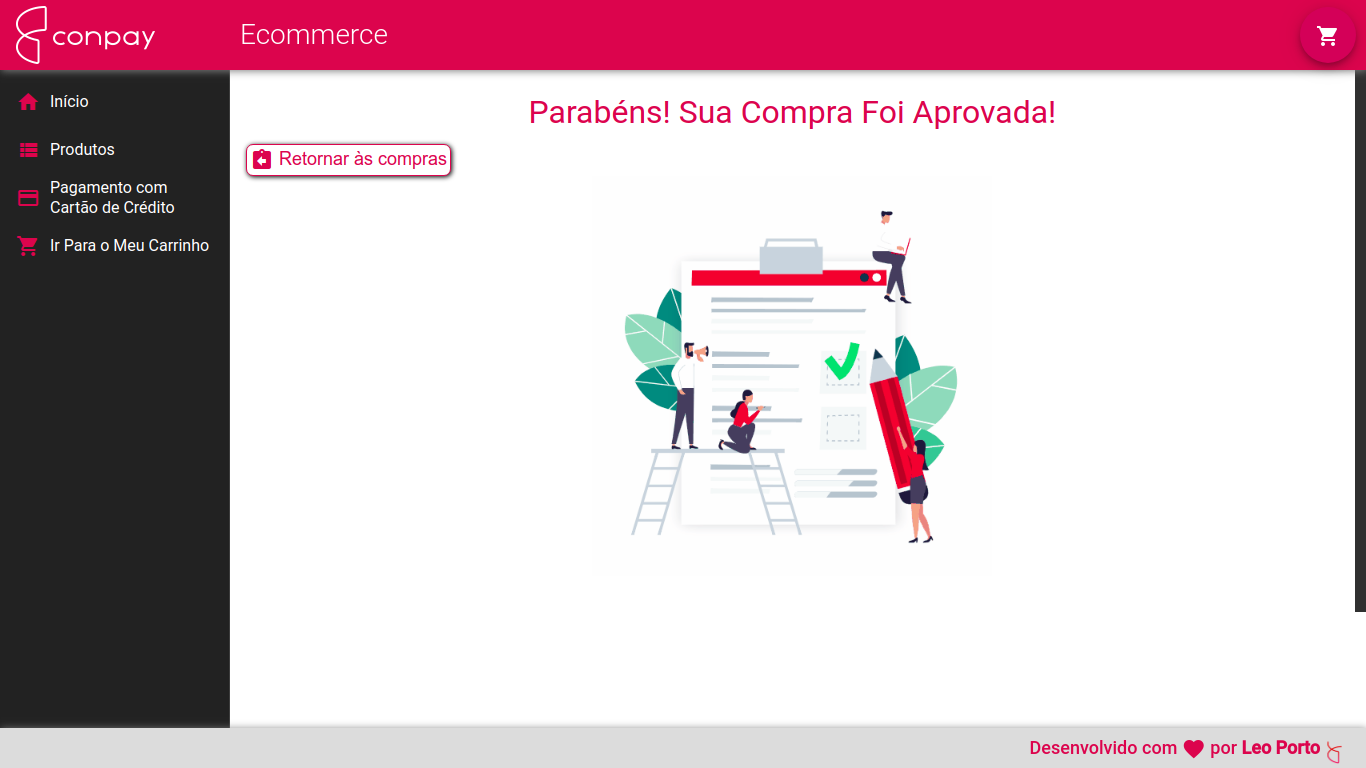 conpay
Ecommerce
Início
Produtos
Pagamento com
Cartão de Crédito
Ir Para o Meu Carrinho
Parabéns! Sua Compra Foi Aprovada!
Retornar às compras
Desenvolvido com por Leo Porto